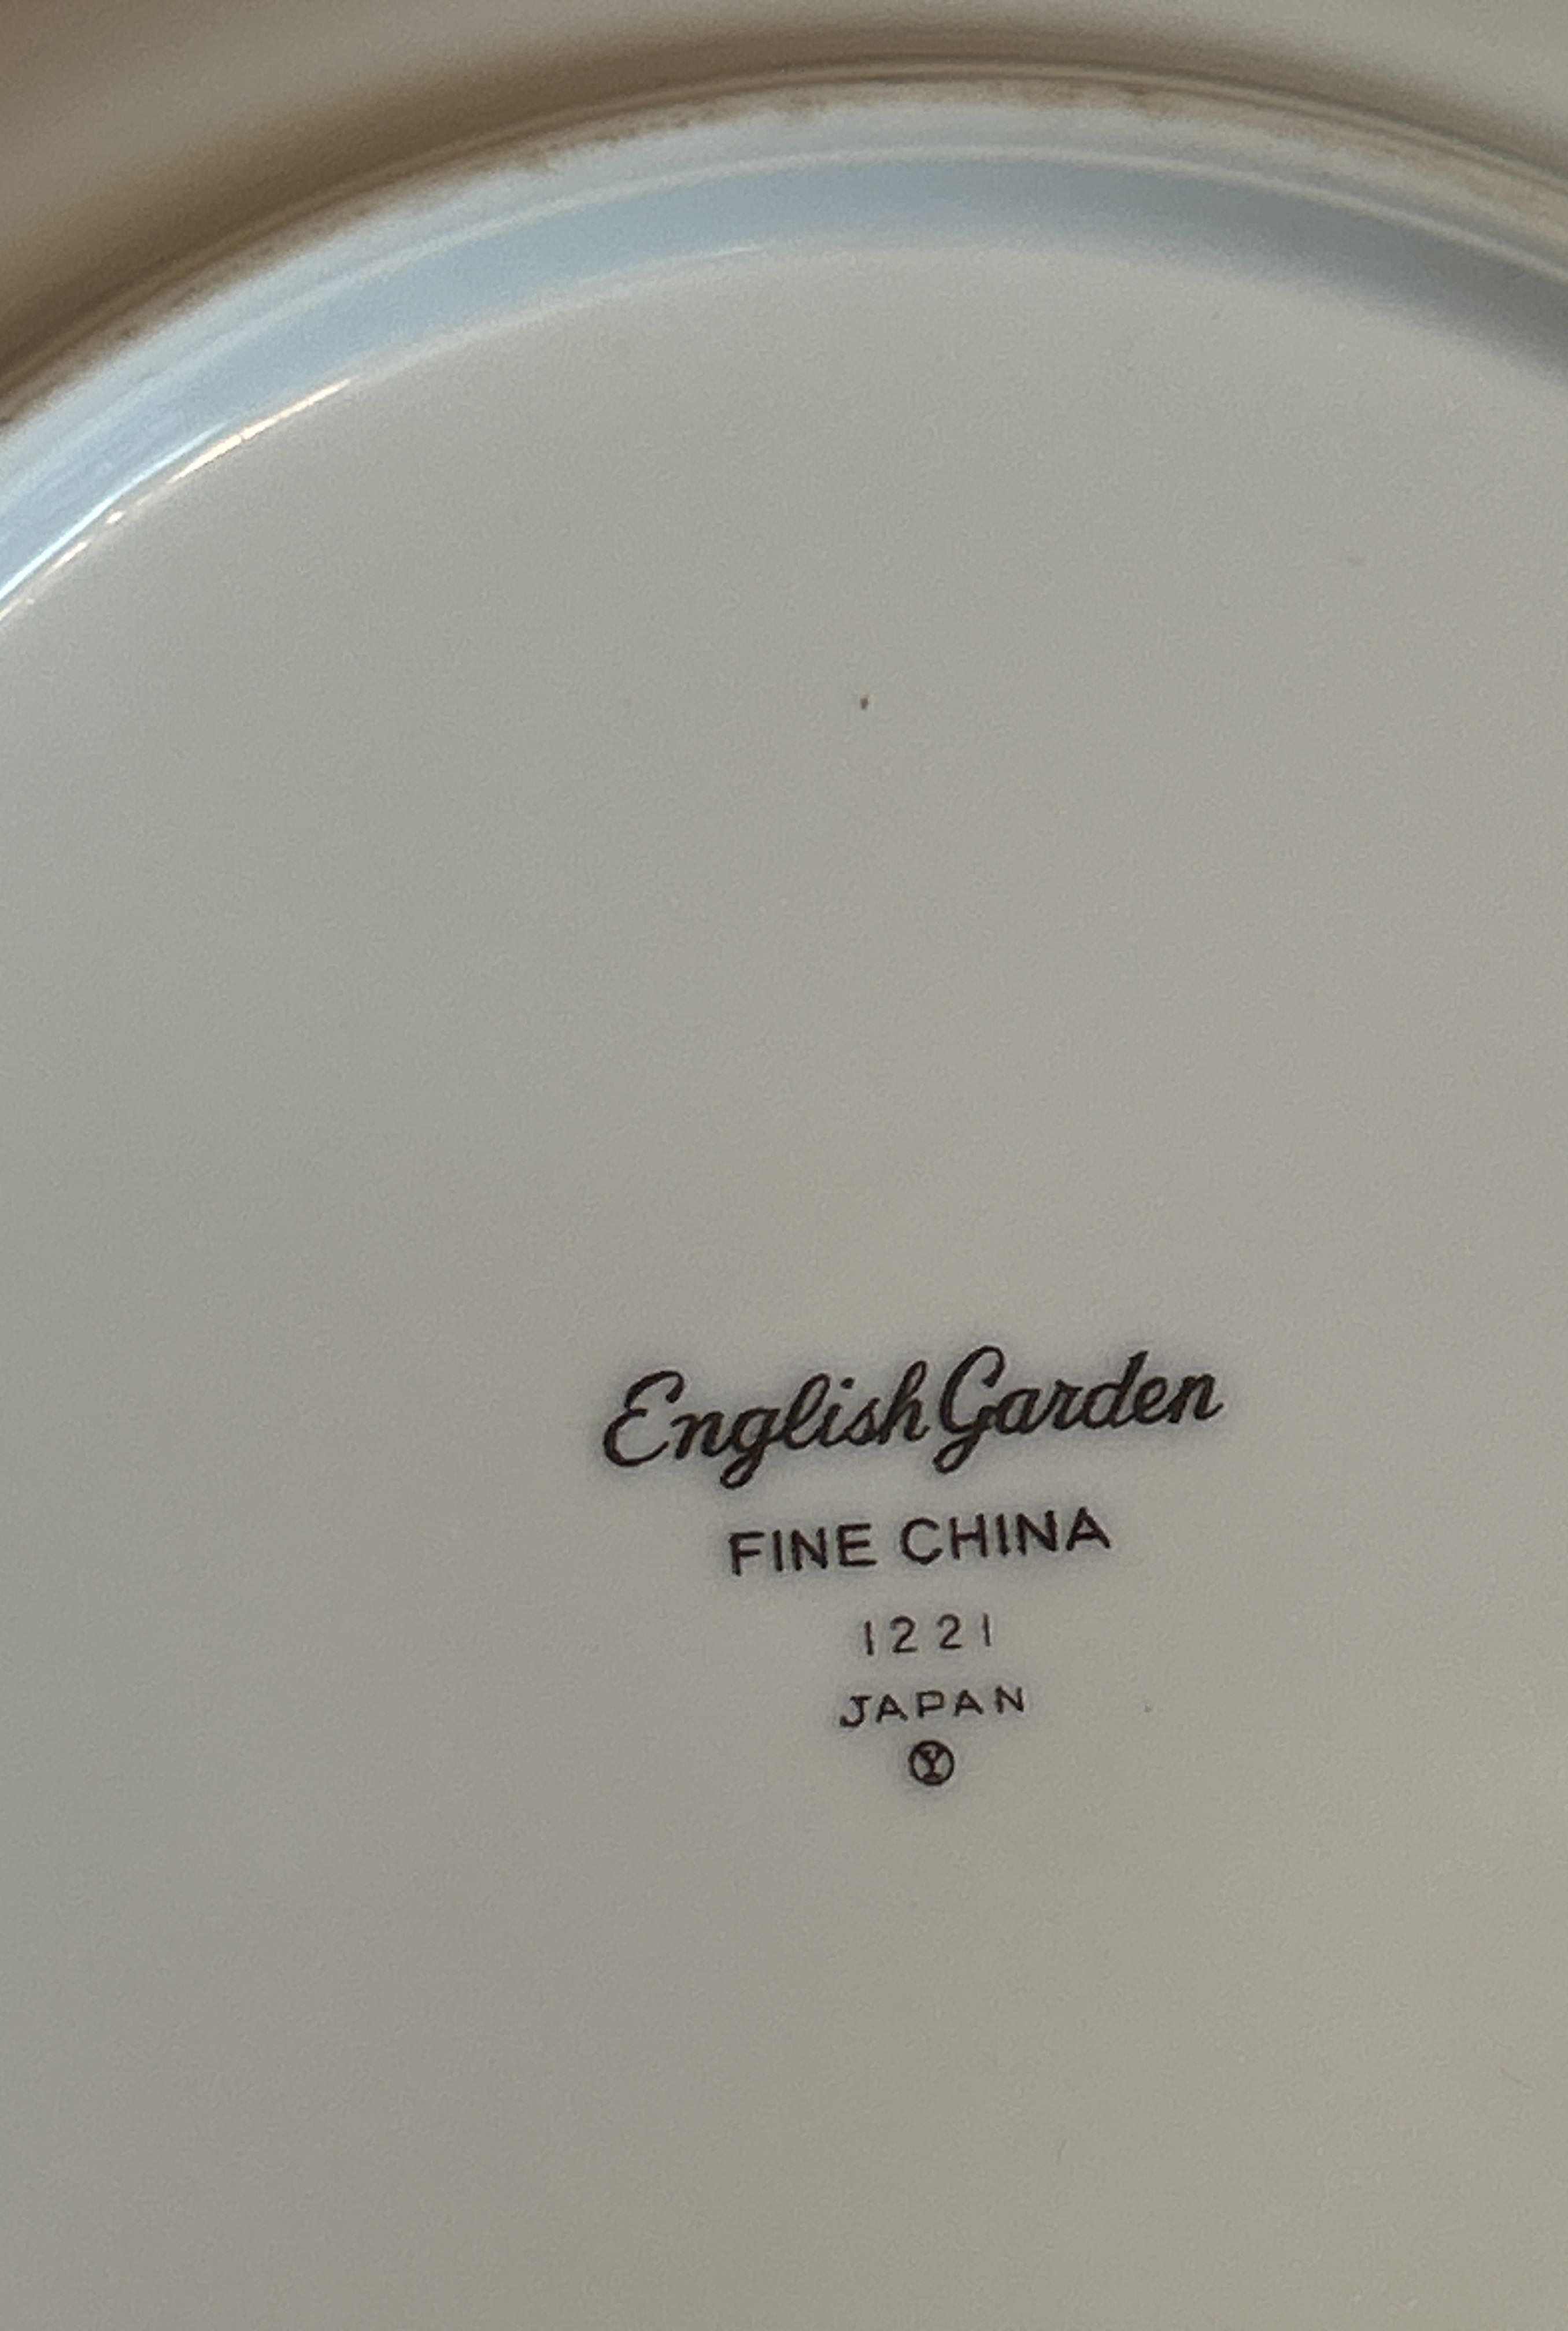 English Garden
FINE CHINA
1221
JAPAN
Y